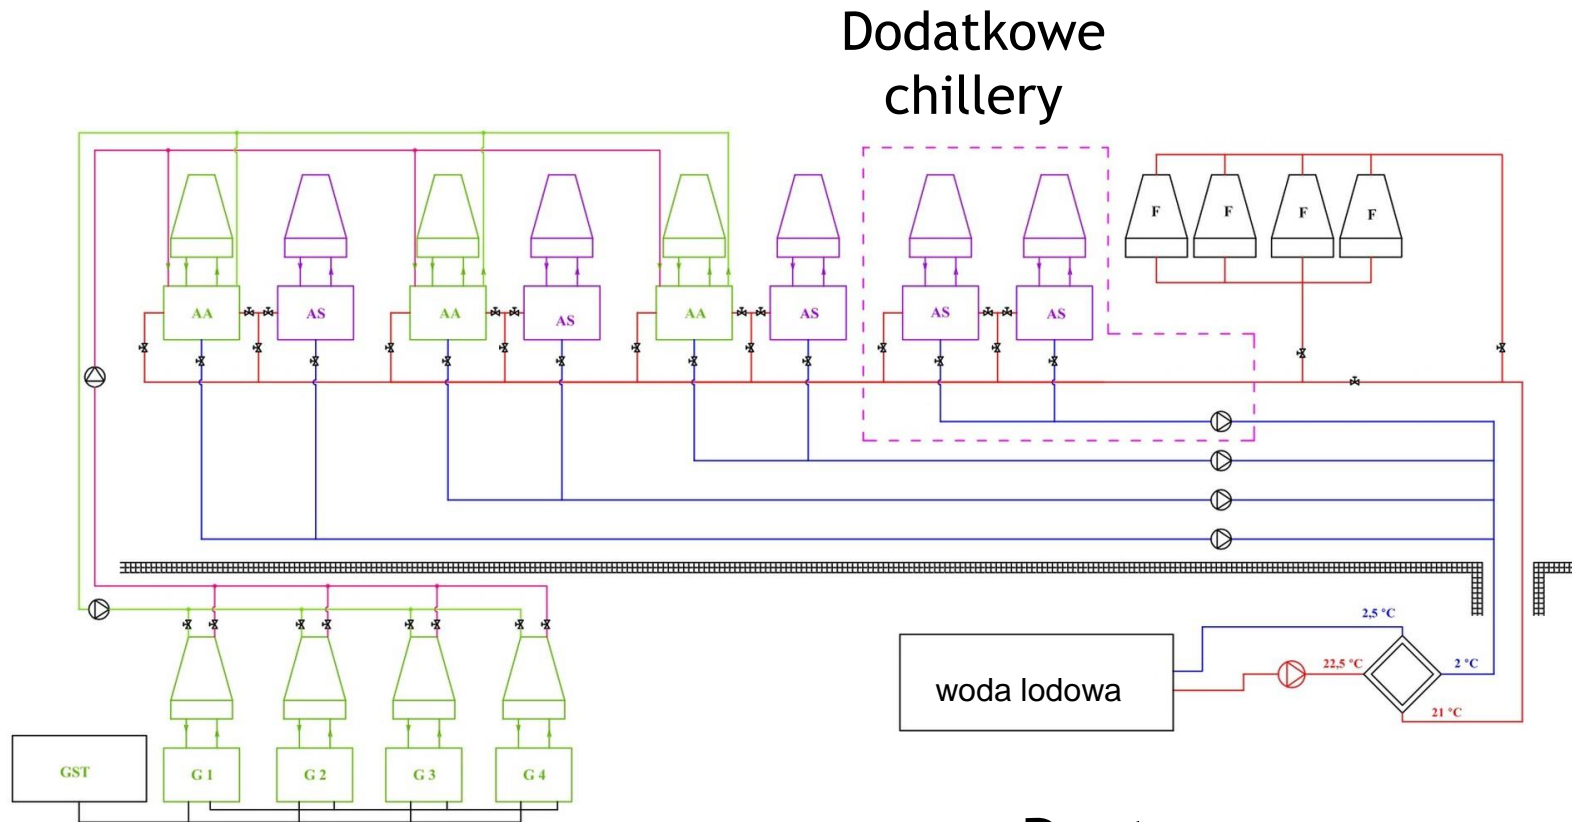 Dodatkowe
chillery
F F F F
AA AS AA AS AA AS AS AS
2,5 °C
22,5 °C 2 °C
woda lodowa
21 °C
GST G 1 G 2 G 3 G 4